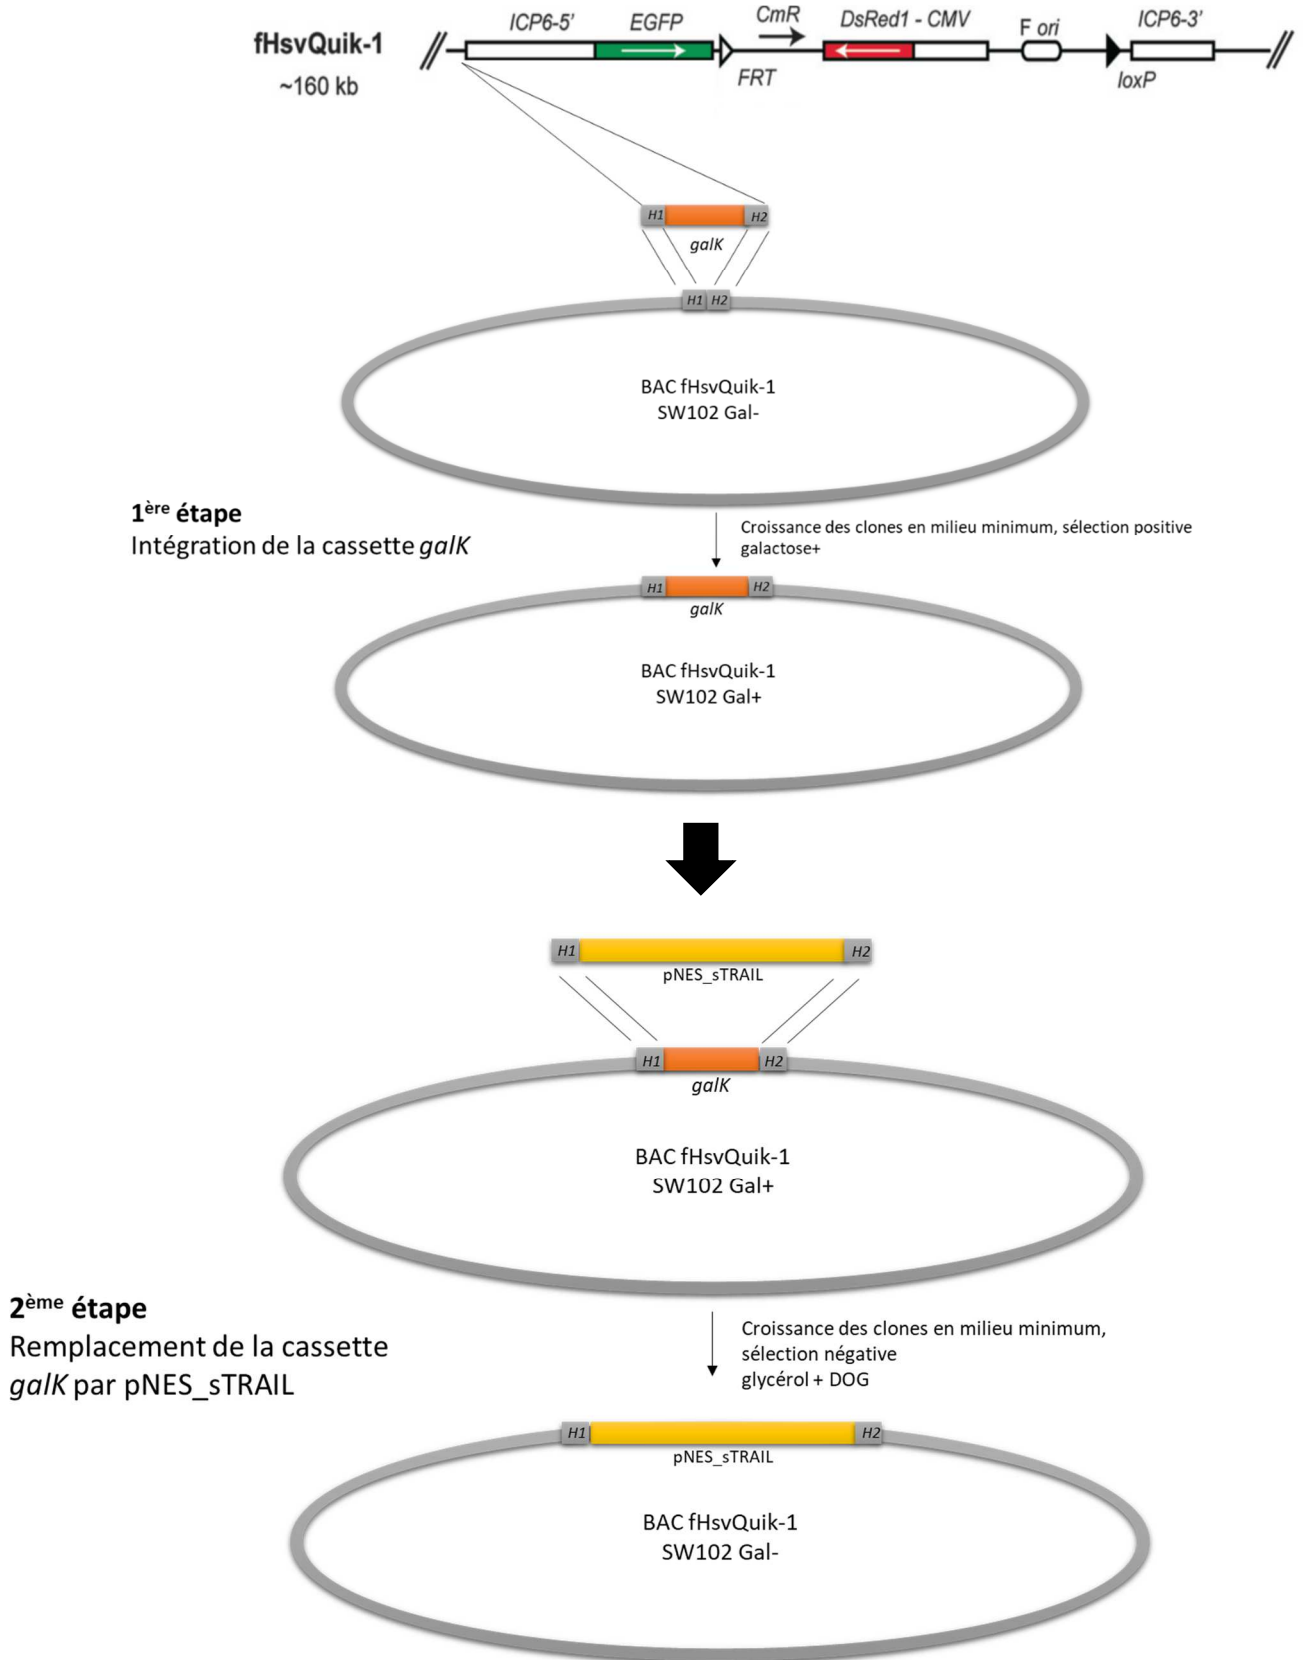 fHsvQuik-1
~160 kb
ICP6-5’
EGFP
CmR
DsRed1 - CMV
F ori
ICP6-3’
FRT
loxP
H1
H2
galK
H1 H2
BAC fHsvQuik-1
SW102 Gal-
1ère étape
Intégration de la cassette galK
Croissance des clones en milieu minimum, sélection positive
galactose+
H1
H2
galK
BAC fHsvQuik-1
SW102 Gal+
H1
H2
pNES_sTRAIL
H1
H2
galK
BAC fHsvQuik-1
SW102 Gal+
2ème étape
Remplacement de la cassette
galK par pNES_sTRAIL
Croissance des clones en milieu minimum,
sélection négative
glycérol + DOG
H1
H2
pNES_sTRAIL
BAC fHsvQuik-1
SW102 Gal-